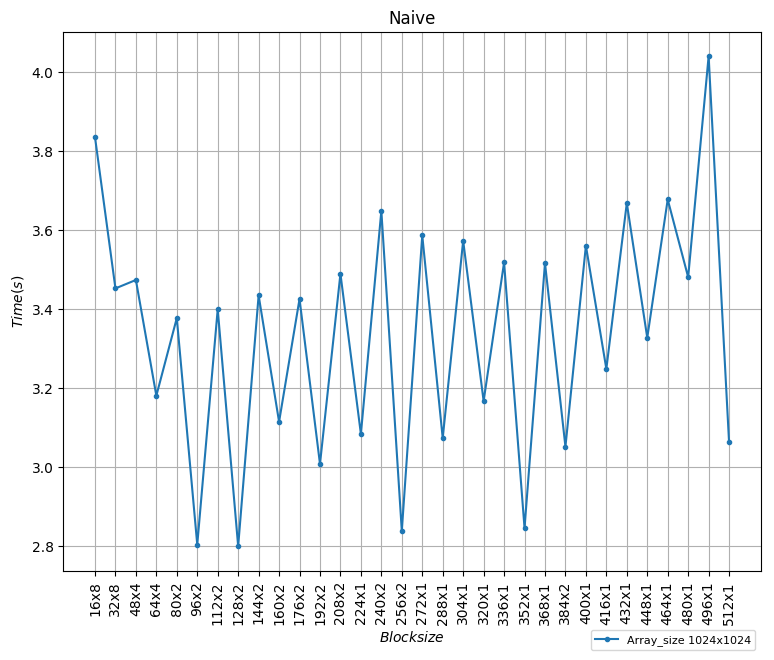 Naive
Time(s)
4.0
3.8
3.6
3.4
3.2
3.0
2.8
16x8
32x8
48x4
64x4
80x2
96x2
112x2
128x2
144x2
160x2
176x2
192x2
208x2
224x1
240x2
256x2
272x1
288x1
304x1
320x1
336x1
352x1
368x1
384x2
400x1
416x1
432x1
448x1
464x1
480x1
496x1
512x1
Blocksize
Array_size 1024x1024